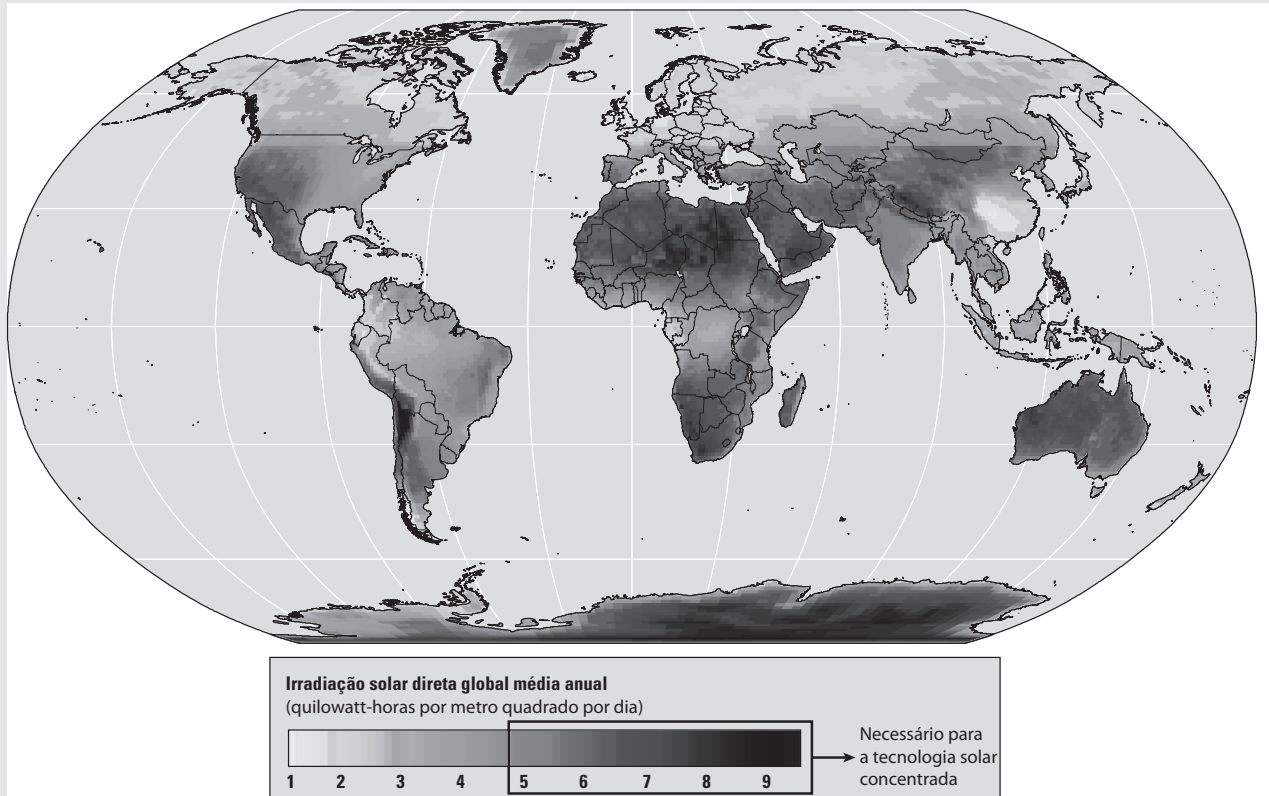 Irradiação solar direta global média anual
(quilowatt-horas por metro quadrado por dia)
1 2 3 4 5 6 7 8 9
Necessário para
a tecnologia solar
concentrada